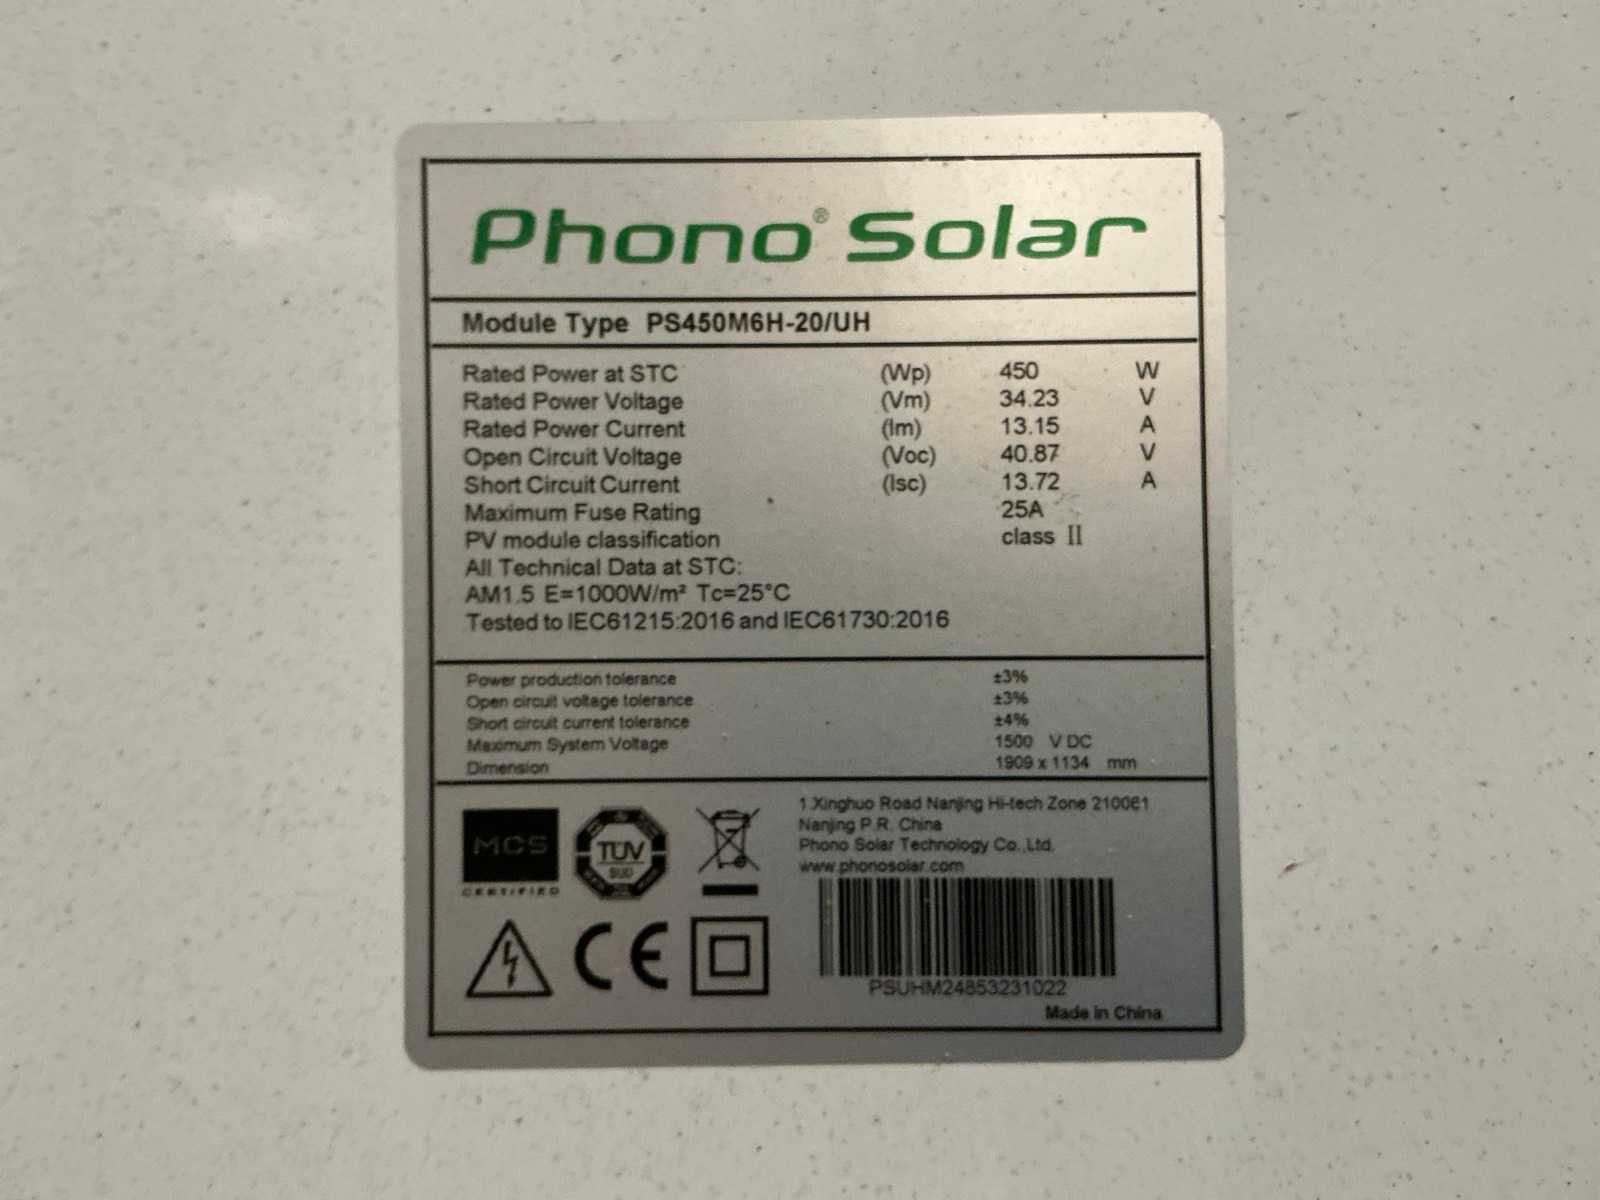 Phono® Solar
Module Type PS450M6H-20/UH
Rated Power at STC (Wp) 450 W
Rated Power Voltage (Vm) 34.23 V
Rated Power Current (Im) 13.15 A
Open Circuit Voltage (Voc) 40.87 V
Short Circuit Current (Isc) 13.72 A
Maximum Fuse Rating 25A
PV module classification class II
All Technical Data at STC:
AM1.5 E=1000W/m² Tc=25°C
Tested to IEC61215:2016 and IEC61730:2016
Power production tolerance ±3%
Open circuit voltage tolerance ±3%
Short circuit current tolerance ±4%
Maximum System Voltage 1500 V DC
Dimension 1909 x 1134 mm
MCS
CERTIFIED
TÜV
SÜD
CE
1 Xinghuo Road Nanjing Hi-tech Zone 210061
Nanjing P.R. China
Phono Solar Technology Co.,Ltd.
www.phonosolar.com
PSUHM24853231022
Made in China